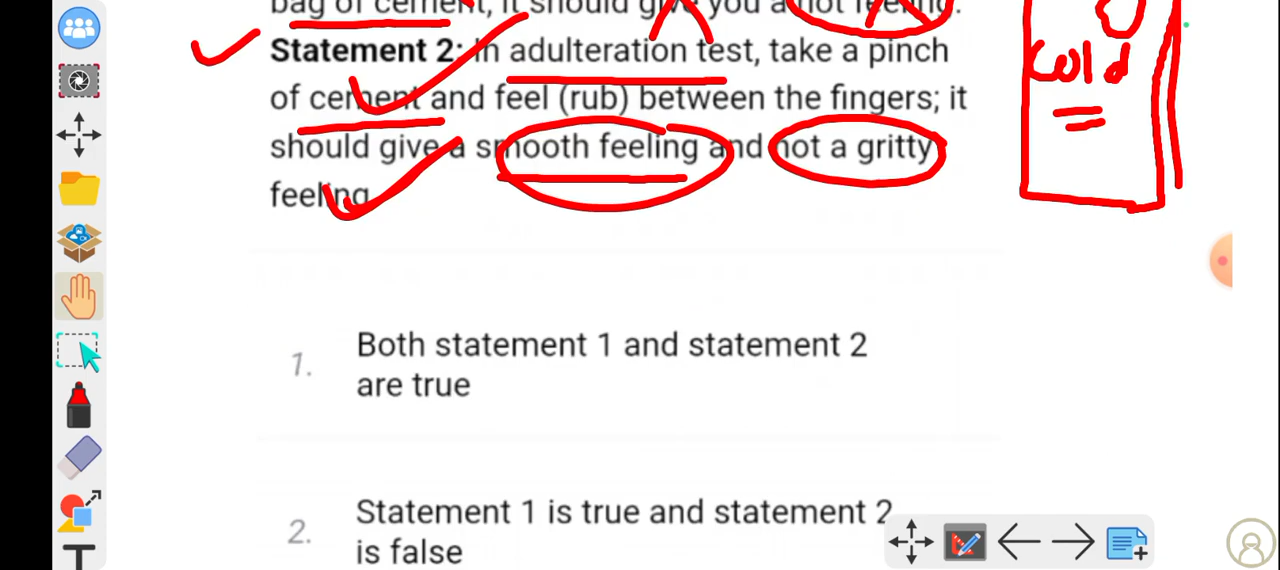 bag of cement, it should give you a hot feeling.
Statement 2: In adulteration test, take a pinch
of cement and feel (rub) between the fingers; it
should give a smooth feeling and not a gritty
feeling
cold
1. Both statement 1 and statement 2
are true
2. Statement 1 is true and statement 2
is false